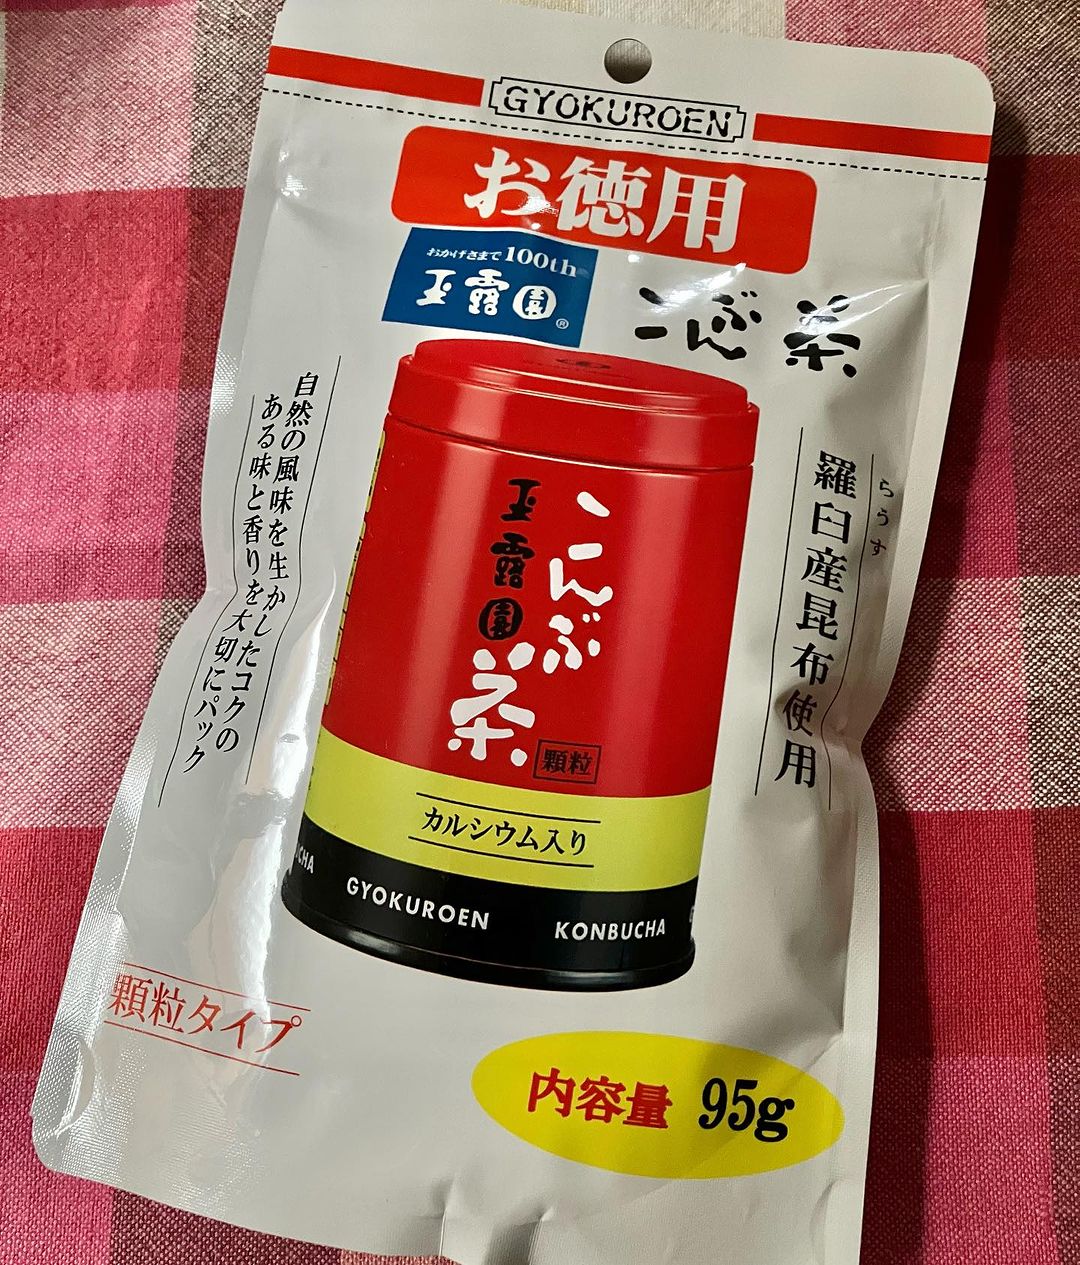 GYOKUROEN
お徳用
おかげさまで100th
玉露園®
こんぶ茶
羅臼産昆布使用
らうす
自然の風味を生かしたコクの
ある味と香りを大切にパック
こんぶ茶
玉露園
顆粒
カルシウム入り
GYOKUROEN
KONBUCHA
顆粒タイプ
内容量 95g